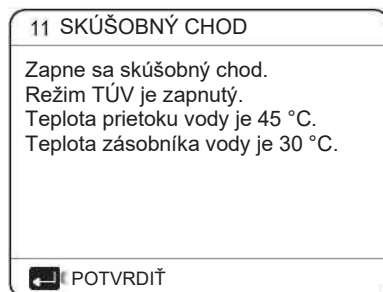 11 SKÚŠOBNÝ CHOD
Zapne sa skúšobný chod.
Režim TÚV je zapnutý.
Teplota prietoku vody je 45 °C.
Teplota zásobníka vody je 30 °C.
POTVRDIŤ